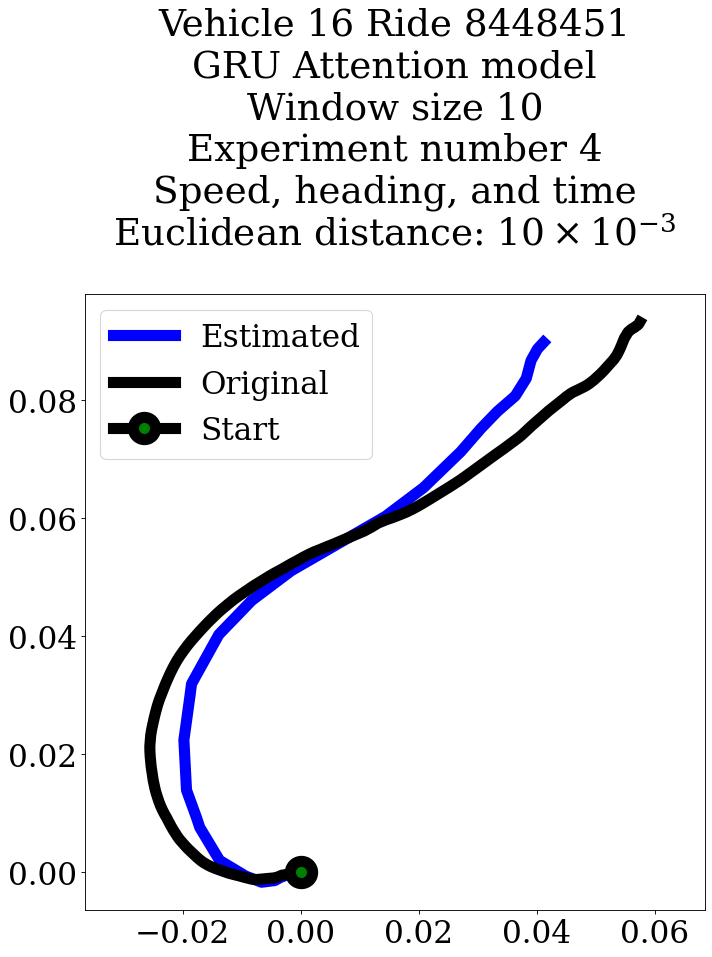 Vehicle 16 Ride 8448451
GRU Attention model
Window size 10
Experiment number 4
Speed, heading, and time
Euclidean distance: 10 × 10⁻³
Estimated
Original
Start
0.08
0.06
0.04
0.02
0.00
−0.02 0.00 0.02 0.04 0.06